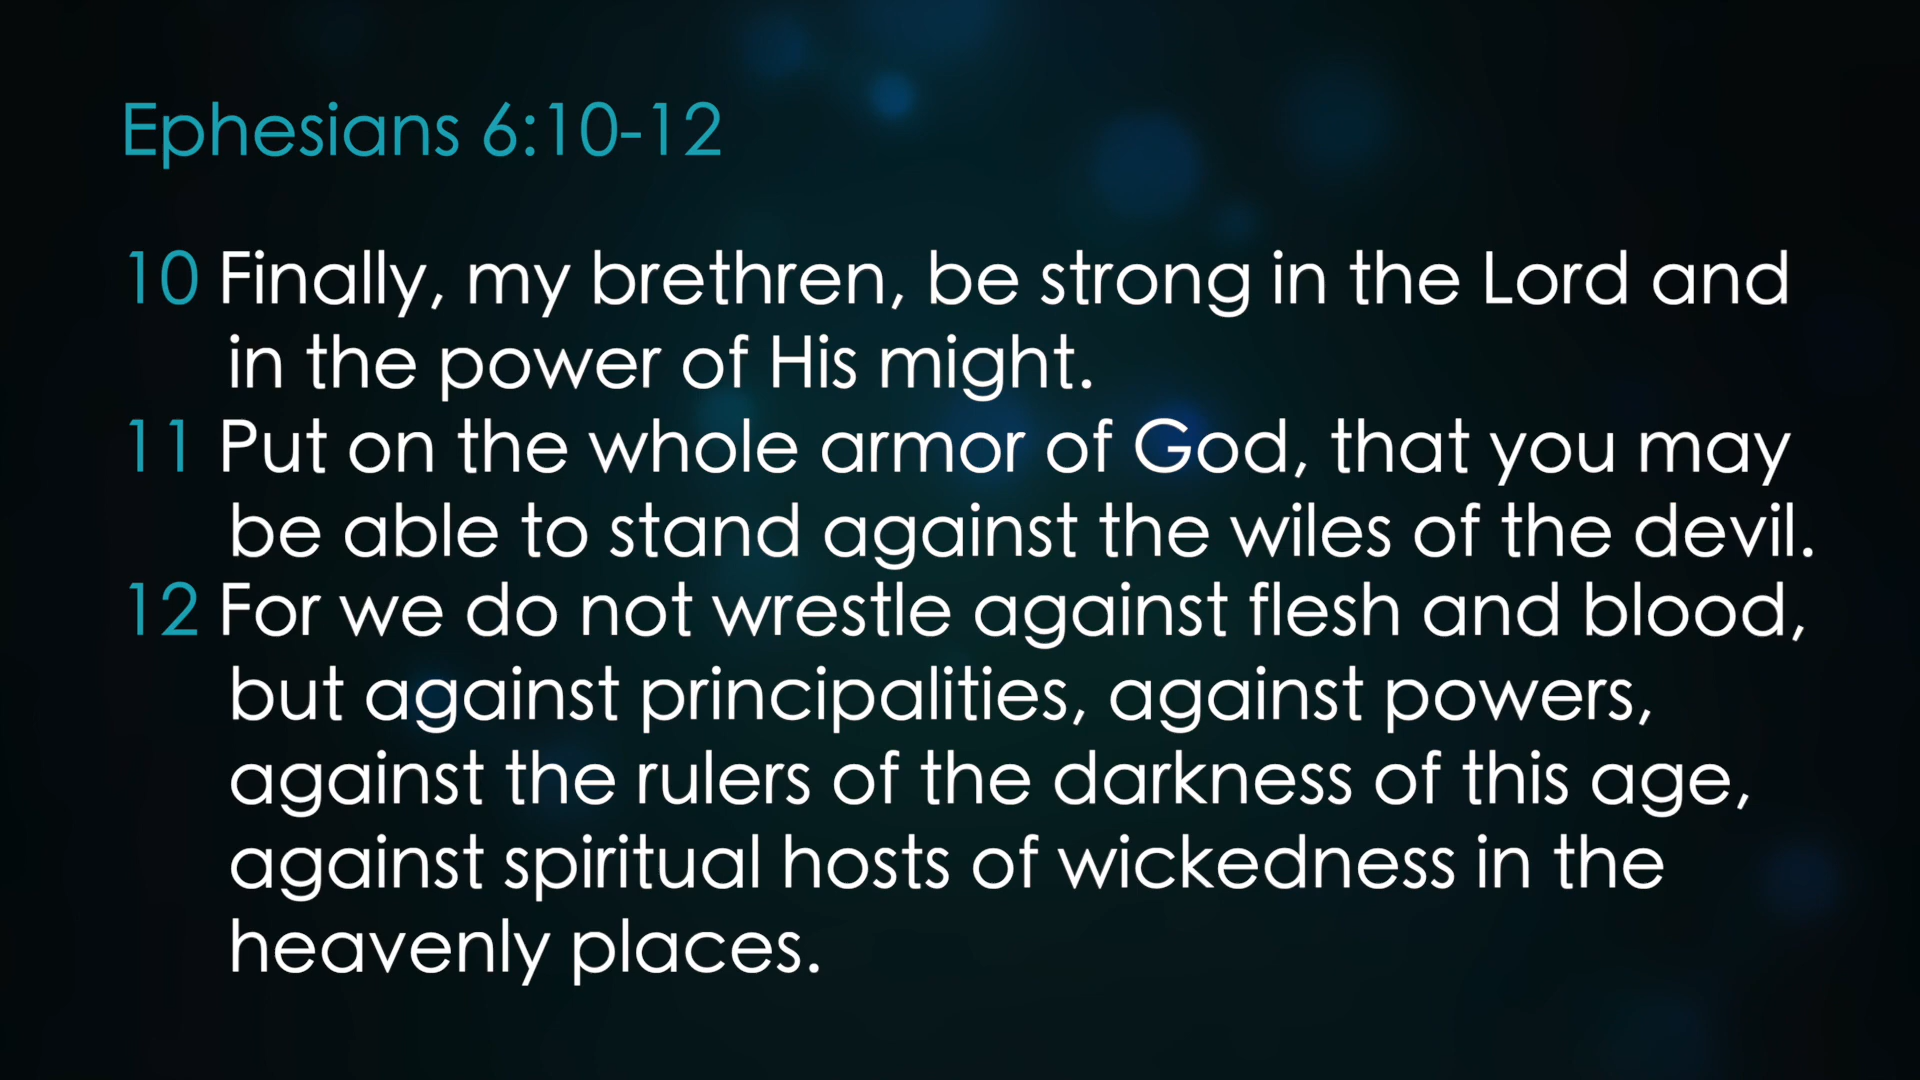 Ephesians 6:10-12
10 Finally, my brethren, be strong in the Lord and
in the power of His might.
11 Put on the whole armor of God, that you may
be able to stand against the wiles of the devil.
12 For we do not wrestle against flesh and blood,
but against principalities, against powers,
against the rulers of the darkness of this age,
against spiritual hosts of wickedness in the
heavenly places.